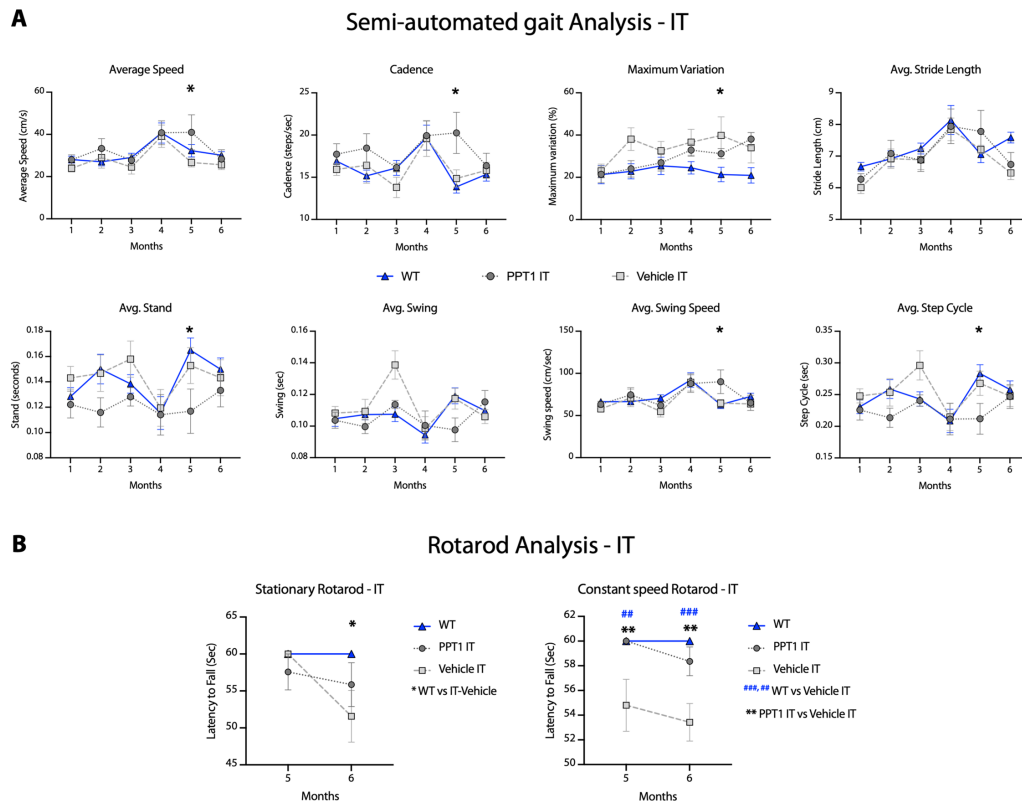 A
Semi-automated gait Analysis - IT
Average Speed
Average Speed (cm/s)
60
40
20
0
*
1 2 3 4 5 6
Months
Cadence
Cadence (steps/sec)
25
20
15
10
*
1 2 3 4 5 6
Months
Maximum Variation
Maximum variation (%)
60
40
20
0
*
1 2 3 4 5 6
Months
Avg. Stride Length
Stride Length (cm)
9
8
7
6
5
1 2 3 4 5 6
Months
WT
PPT1 IT
Vehicle IT
Avg. Stand
Stand (seconds)
0.18
0.16
0.14
0.12
0.10
0.08
*
1 2 3 4 5 6
Months
Avg. Swing
Swing (sec)
0.16
0.14
0.12
0.10
0.08
1 2 3 4 5 6
Months
Avg. Swing Speed
Swing speed (cm/sec)
150
100
50
0
*
1 2 3 4 5 6
Months
Avg. Step Cycle
Step Cycle (sec)
0.35
0.30
0.25
0.20
0.15
*
1 2 3 4 5 6
Months
B
Rotarod Analysis - IT
Stationary Rotarod - IT
Latency to Fall (Sec)
65
60
55
50
45
*
5 6
Months
WT
PPT1 IT
Vehicle IT
* WT vs IT-Vehicle
Constant speed Rotarod - IT
Latency to Fall (Sec)
62
60
58
56
54
52
50
## ###
** **
5 6
Months
WT
PPT1 IT
Vehicle IT
###, ## WT vs Vehicle IT
** PPT1 IT vs Vehicle IT